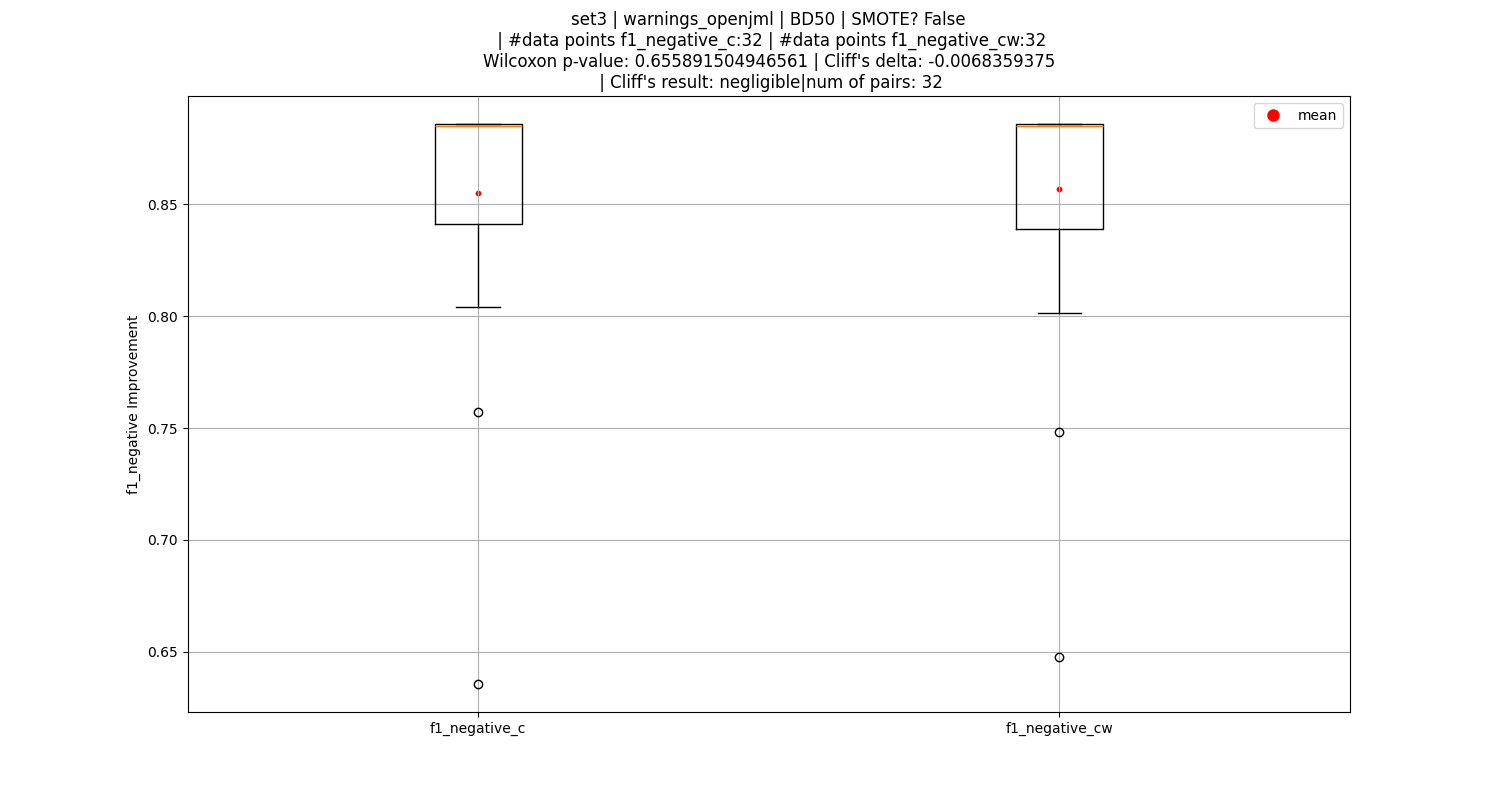 set3 | warnings_openjml | BD50 | SMOTE? False
| #data points f1_negative_c:32 | #data points f1_negative_cw:32
Wilcoxon p-value: 0.655891504946561 | Cliff's delta: -0.0068359375
| Cliff's result: negligible|num of pairs: 32
mean
f1_negative Improvement
0.85
0.80
0.75
0.70
0.65
f1_negative_c
f1_negative_cw